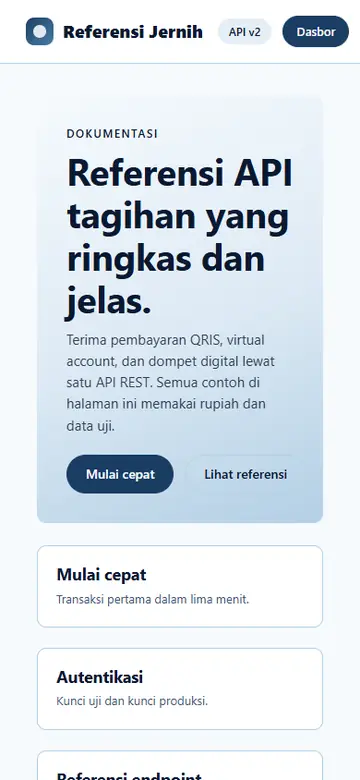 Referensi Jernih
API v2
Dasbor
DOKUMENTASI
Referensi API
tagihan yang
ringkas dan
jelas.
Terima pembayaran QRIS, virtual
account, dan dompet digital lewat
satu API REST. Semua contoh di
halaman ini memakai rupiah dan
data uji.
Mulai cepat
Lihat referensi
Mulai cepat
Transaksi pertama dalam lima menit.
Autentikasi
Kunci uji dan kunci produksi.
Referensi endpoint